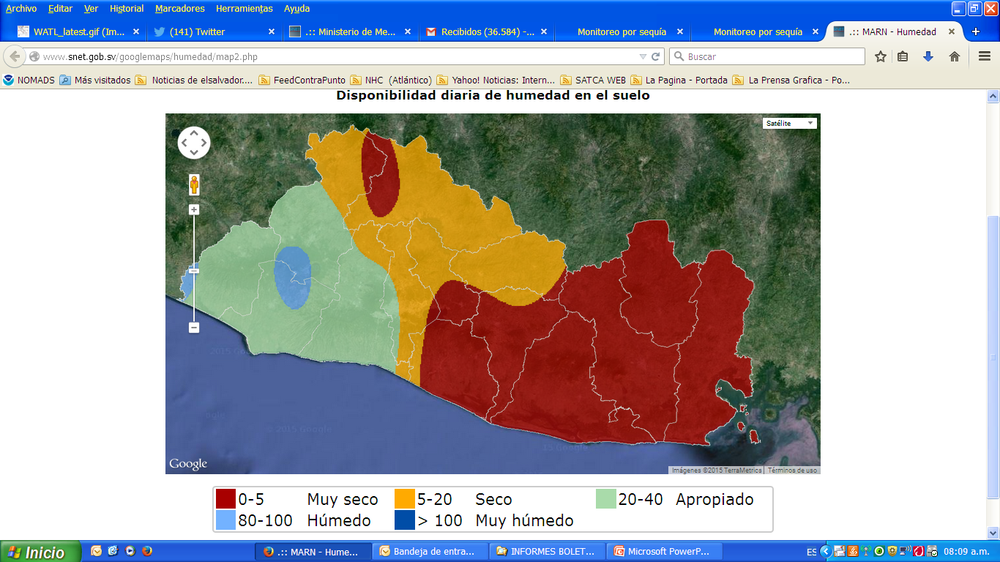 Archivo Editar Ver Historial Marcadores Herramientas Ayuda
WATL_latest.gif (Im... (141) Twitter .:: Ministerio de Me... Recibidos (36.584) -... Monitoreo por sequía Monitoreo por sequía .:: MARN - Humedad
www.snet.gob.sv/googlemaps/humedad/map2.php Buscar
NOMADS Más visitados Noticias de elsalvador.... FeedContraPunto NHC (Atlántico) Yahoo! Noticias: Intern... SATCA WEB La Pagina - Portada La Prensa Grafica - Po...
Disponibilidad diaria de humedad en el suelo
Satélite
© 2015 Google
Google
Imágenes ©2015 TerraMetrics Términos de uso
0-5 Muy seco 5-20 Seco 20-40 Apropiado
80-100 Húmedo > 100 Muy húmedo
Inicio .:: MARN - Hume... Bandeja de entra... INFORMES BOLET... Microsoft PowerP... ES 08:09 a.m.